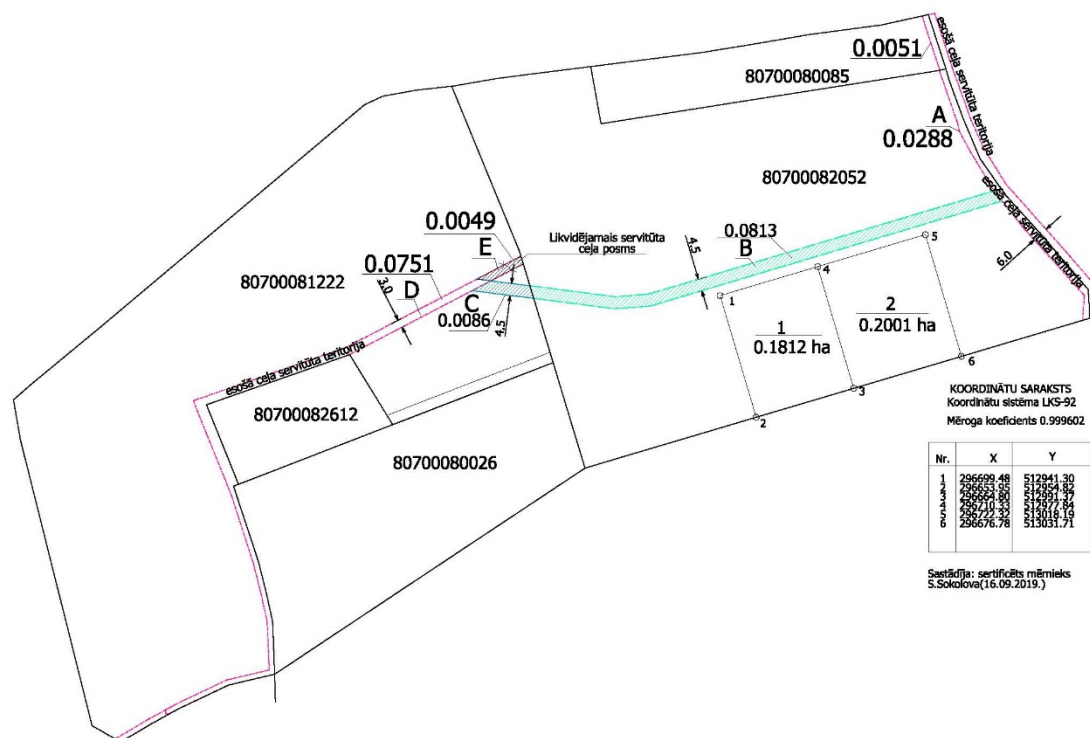 0.0051
esošā ceļa servitūta teritorija
80700080085
A
0.0288
80700082052
esošā ceļa servitūta teritorija
6.0
0.0049
Likvidējamais servitūta
ceļa posms
E
4.5
B
0.0813
80700081222
0.0751
3.0
D
C
0.0086
4.5
esošā ceļa servitūta teritorija
80700082612
80700080026
1
4
5
1
0.1812 ha
2
0.2001 ha
2
3
6
KOORDINĀTU SARAKSTS
Koordinātu sistēma LKS-92
Mēroga koeficients 0.999602
Nr. X Y
1 296699.48 512941.30
2 296653.95 512954.82
3 296664.80 512991.37
4 296710.33 512977.84
5 296722.32 513018.19
6 296676.78 513031.71
Sastādīja: sertificēts mērnieks
S.Sokolova(16.09.2019.)